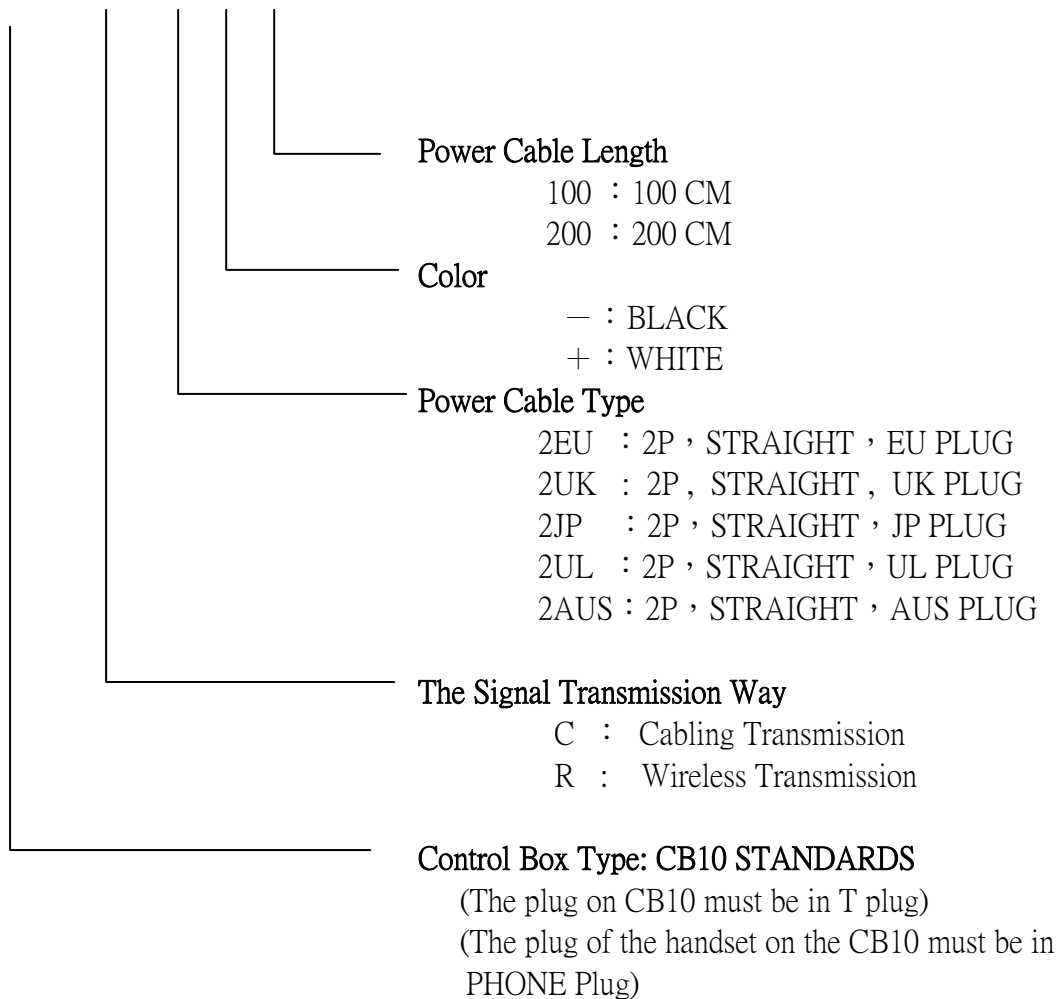 Power Cable Length
100 ：100 CM
200 ：200 CM
Color
－：BLACK
＋：WHITE
Power Cable Type
2EU ：2P，STRAIGHT，EU PLUG
2UK : 2P , STRAIGHT , UK PLUG
2JP ：2P，STRAIGHT，JP PLUG
2UL ：2P，STRAIGHT，UL PLUG
2AUS：2P，STRAIGHT，AUS PLUG
The Signal Transmission Way
C ： Cabling Transmission
R : Wireless Transmission
Control Box Type: CB10 STANDARDS
(The plug on CB10 must be in T plug)
(The plug of the handset on the CB10 must be in
PHONE Plug)